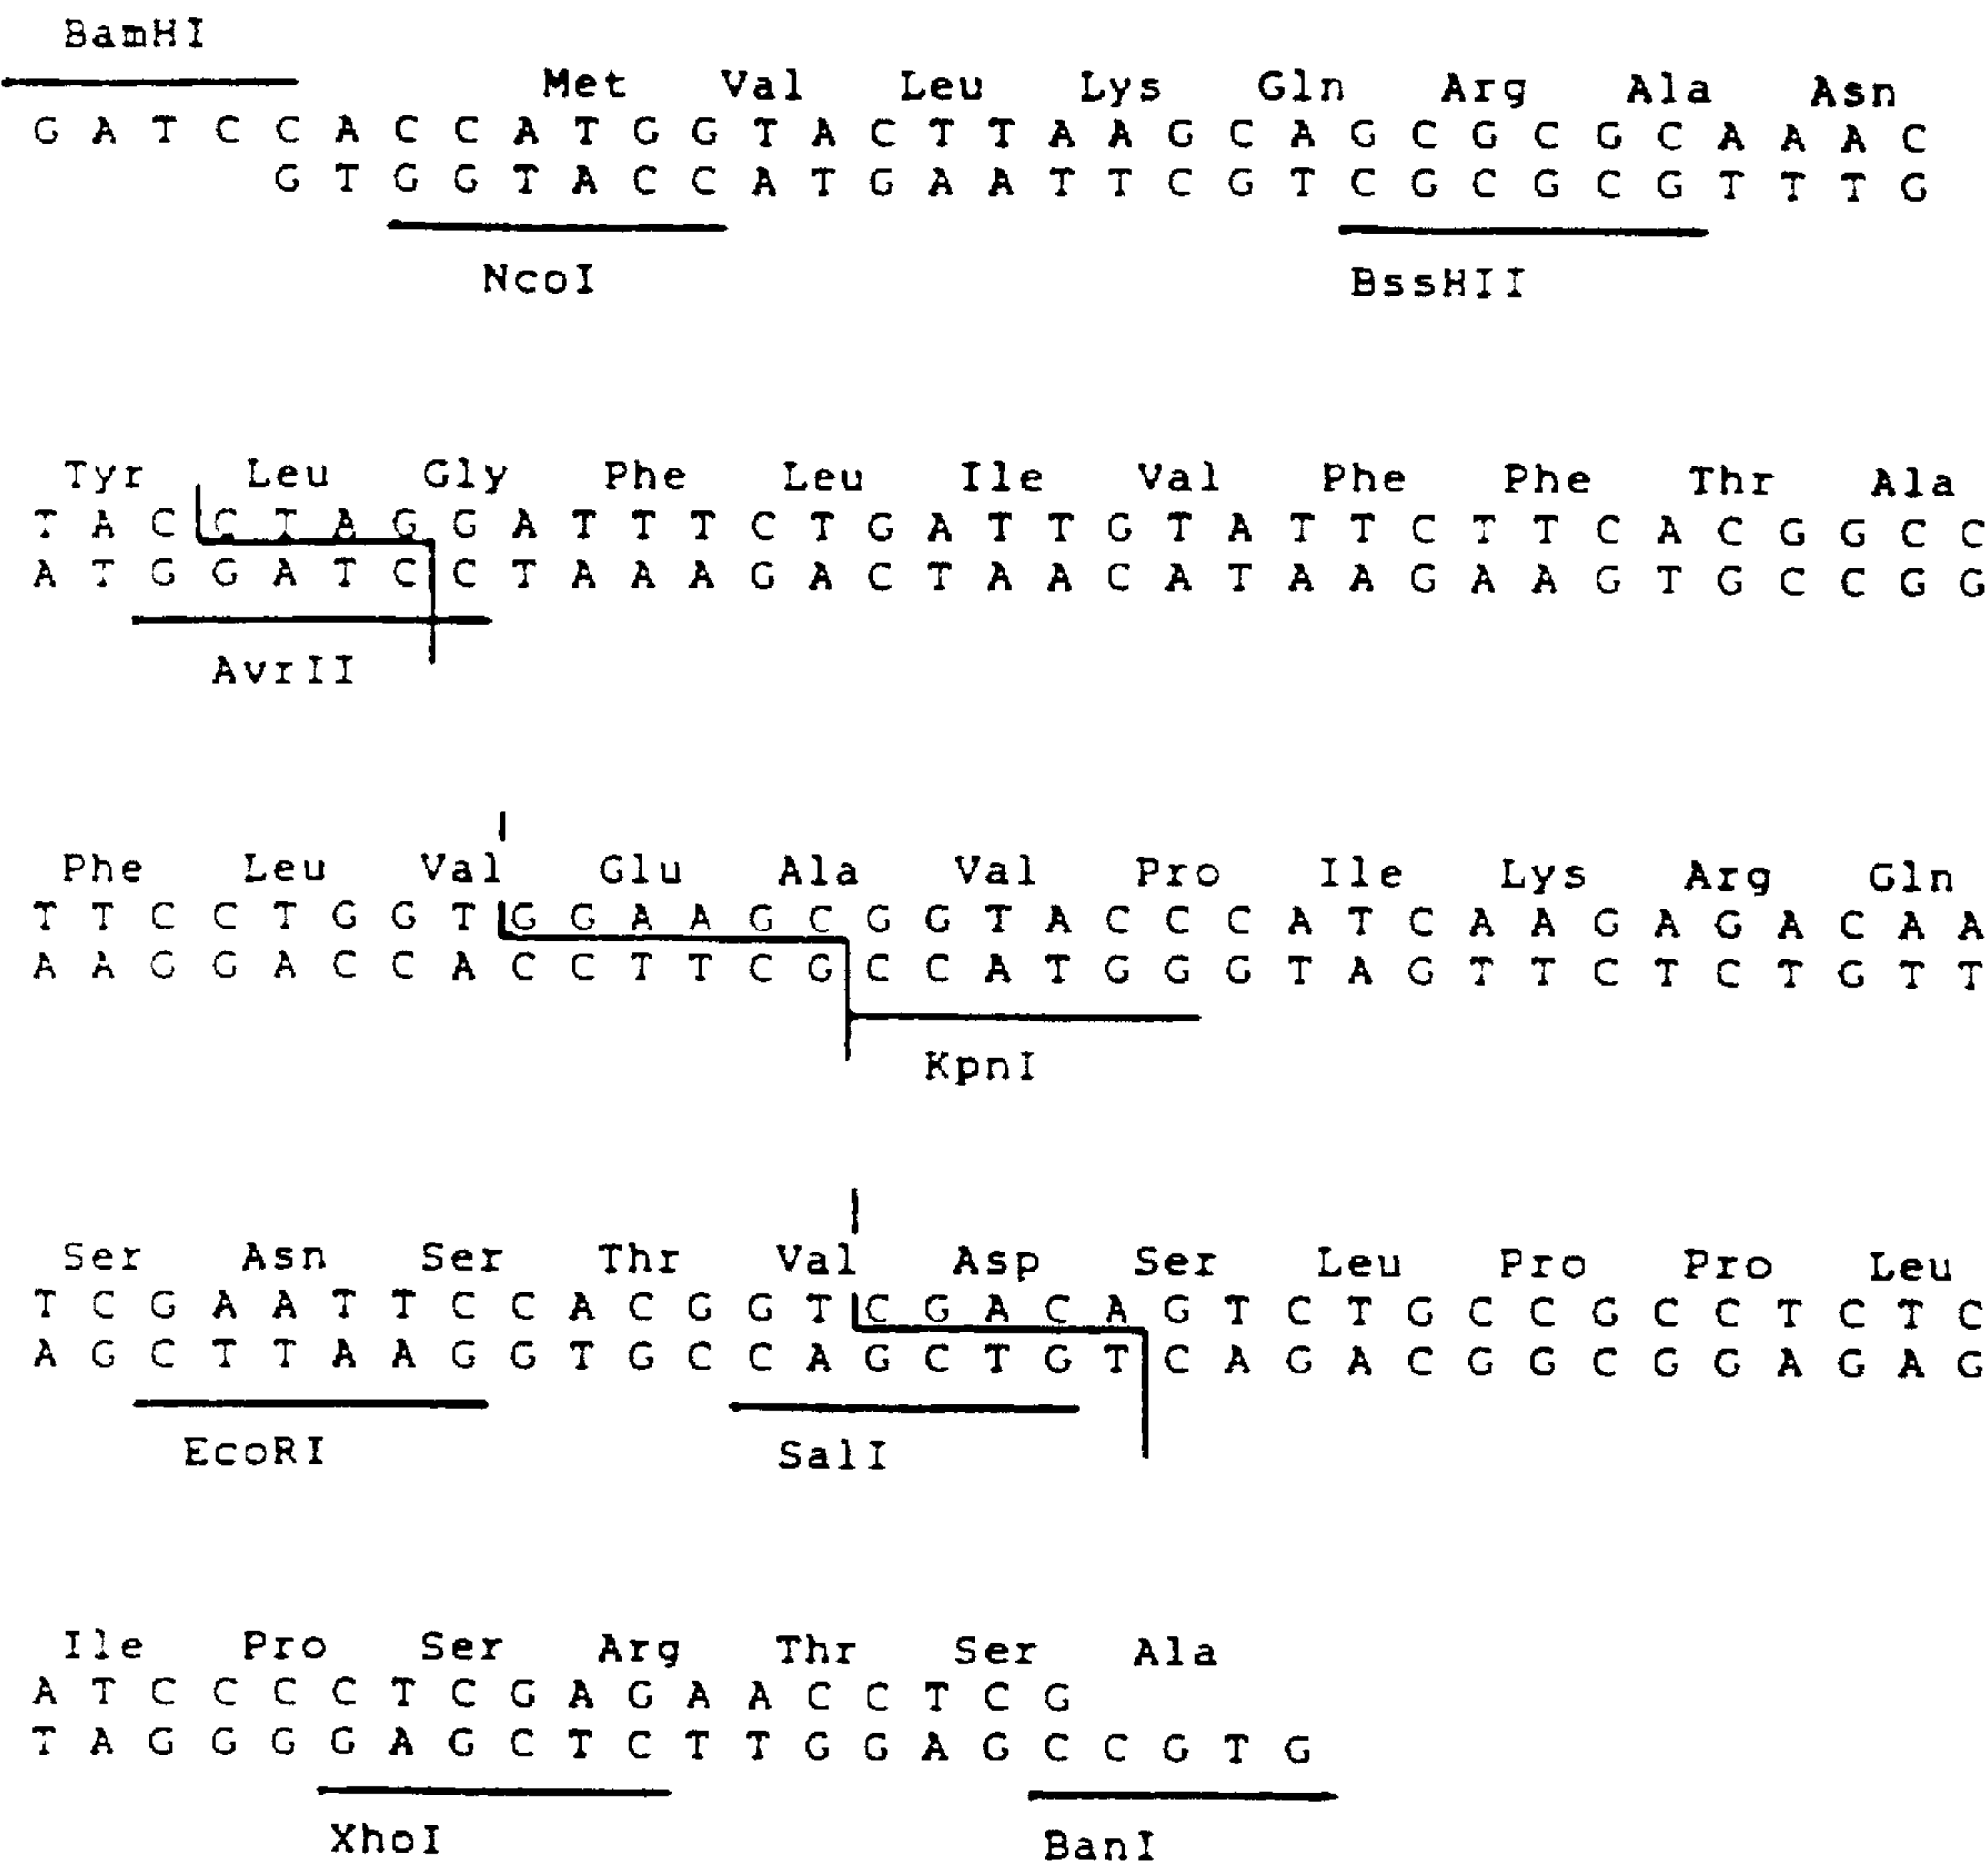 BamHI
Met Val Leu Lys Gln Arg Ala Asn
G A T C C A C C A T G G T A C T T A A G C A G C G C G C A A A C
G T G G T A C C A T G A A T T C G T C G C G C G T T T G
NcoI BssHII
Tyr Leu Gly Phe Leu Ile Val Phe Phe Thr Ala
T A C C T A G G A T T T C T G A T T G T A T T C T T C A C G G C C
A T G G A T C C T A A A G A C T A A C A T A A G A A G T G C C G G
AvrII
Phe Leu Val Glu Ala Val Pro Ile Lys Arg Gln
T T C C T G G T G G A A G C G G T A C C C A T C A A G A G A C A A
A A G G A C C A C C T T C G C C A T G G G T A G T T C T C T G T T
KpnI
Ser Asn Ser Thr Val Asp Ser Leu Pro Pro Leu
T C G A A T T C C A C G G T C G A C A G T C T G C C G C C T C T C
A G C T T A A G G T G C C A G C T G T C A G A C G G C G G A G A G
EcoRI SalI
Ile Pro Ser Arg Thr Ser Ala
A T C C C C T C G A G A A C C T C G
T A G G G G A G C T C T T G G A G C C G T G
XhoI BanI